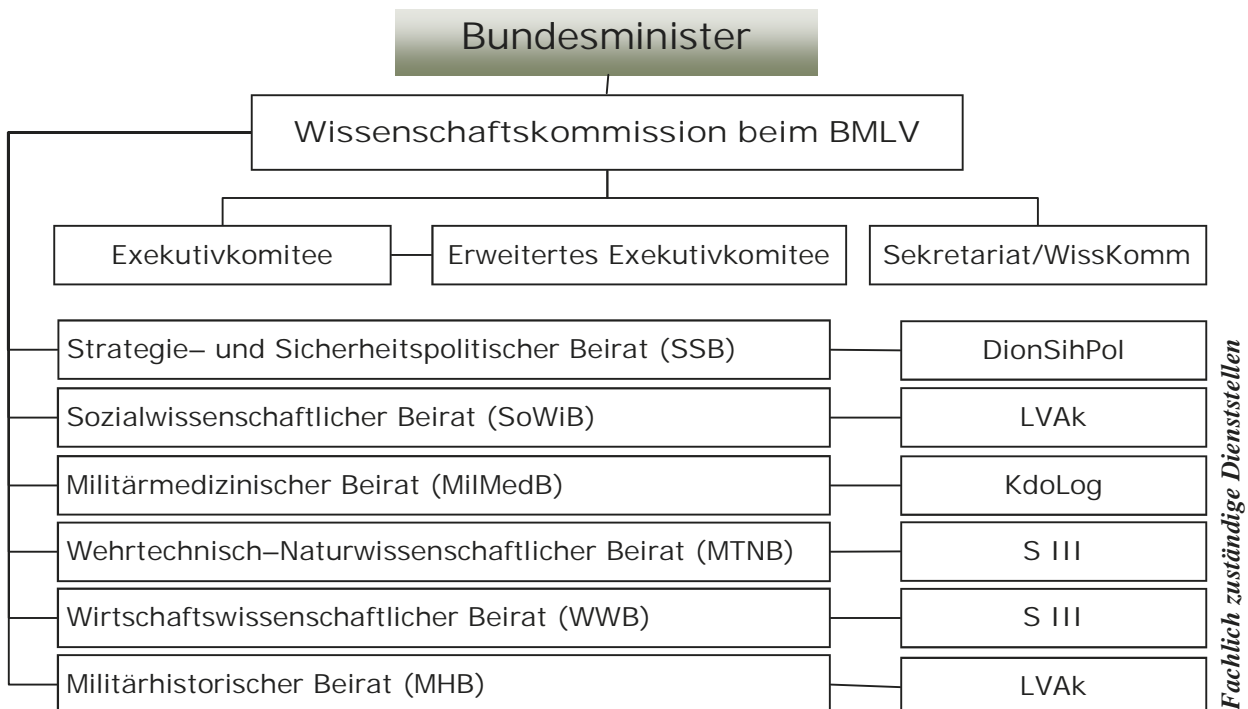 Bundesminister
Wissenschaftskommission beim BMLV
Exekutivkomitee
Erweitertes Exekutivkomitee
Sekretariat/WissKomm
Strategie– und Sicherheitspolitischer Beirat (SSB)
DionSihPol
Sozialwissenschaftlicher Beirat (SoWiB)
LVAk
Militärmedizinischer Beirat (MilMedB)
KdoLog
Wehrtechnisch–Naturwissenschaftlicher Beirat (MTNB)
S III
Wirtschaftswissenschaftlicher Beirat (WWB)
S III
Militärhistorischer Beirat (MHB)
LVAk
Fachlich zuständige Dienststellen